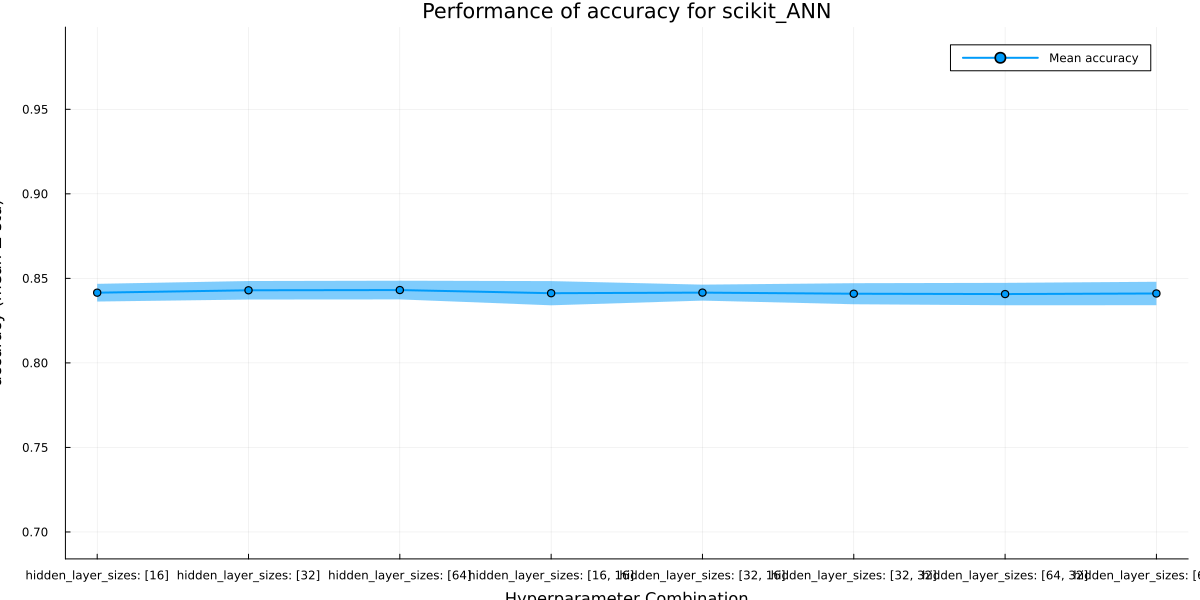 Performance of accuracy for scikit_ANN
Mean accuracy
0.95
0.90
0.85
0.80
0.75
0.70
hidden_layer_sizes: [16]
hidden_layer_sizes: [32]
hidden_layer_sizes: [64]
hidden_layer_sizes: [16, 16]
hidden_layer_sizes: [32, 16]
hidden_layer_sizes: [32, 32]
hidden_layer_sizes: [64, 32]
hidden_layer_sizes:
Hyperparameter Combination